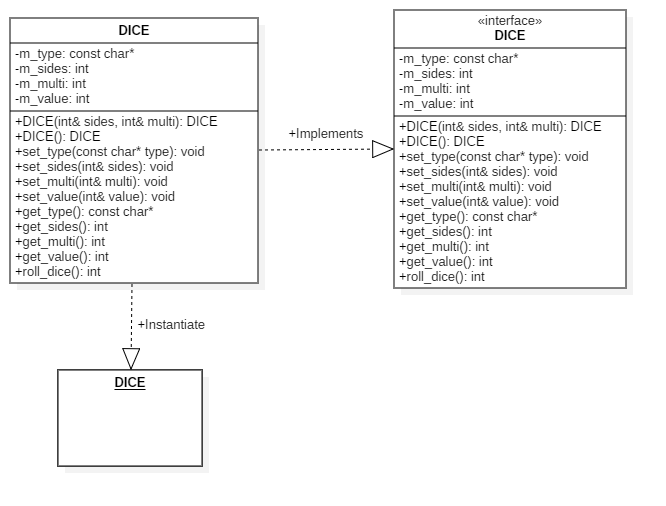 DICE
-m_type: const char*
-m_sides: int
-m_multi: int
-m_value: int
+DICE(int& sides, int& multi): DICE
+DICE(): DICE
+set_type(const char* type): void
+set_sides(int& sides): void
+set_multi(int& multi): void
+set_value(int& value): void
+get_type(): const char*
+get_sides(): int
+get_multi(): int
+get_value(): int
+roll_dice(): int
+Implements
«interface»
DICE
-m_type: const char*
-m_sides: int
-m_multi: int
-m_value: int
+DICE(int& sides, int& multi): DICE
+DICE(): DICE
+set_type(const char* type): void
+set_sides(int& sides): void
+set_multi(int& multi): void
+set_value(int& value): void
+get_type(): const char*
+get_sides(): int
+get_multi(): int
+get_value(): int
+roll_dice(): int
+Instantiate
DICE